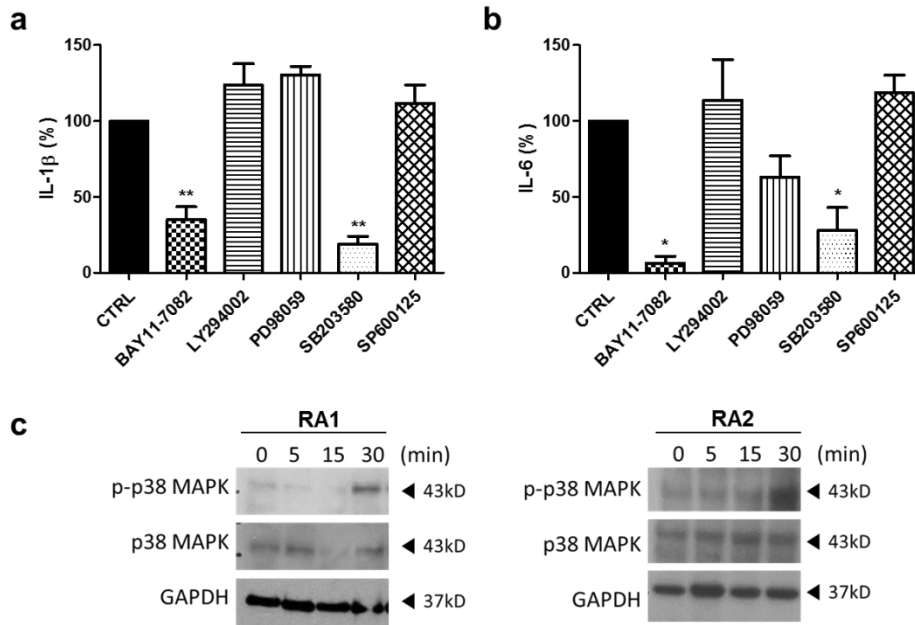 a
150
100
50
0
IL-1β (%)
**
**
CTRL
BAY11-7082
LY294002
PD98059
SB203580
SP600125
b
150
100
50
0
IL-6 (%)
*
*
CTRL
BAY11-7082
LY294002
PD98059
SB203580
SP600125
c
RA1
0 5 15 30 (min)
p-p38 MAPK ◄ 43kD
p38 MAPK ◄ 43kD
GAPDH ◄ 37kD
RA2
0 5 15 30 (min)
p-p38 MAPK ◄ 43kD
p38 MAPK ◄ 43kD
GAPDH ◄ 37kD